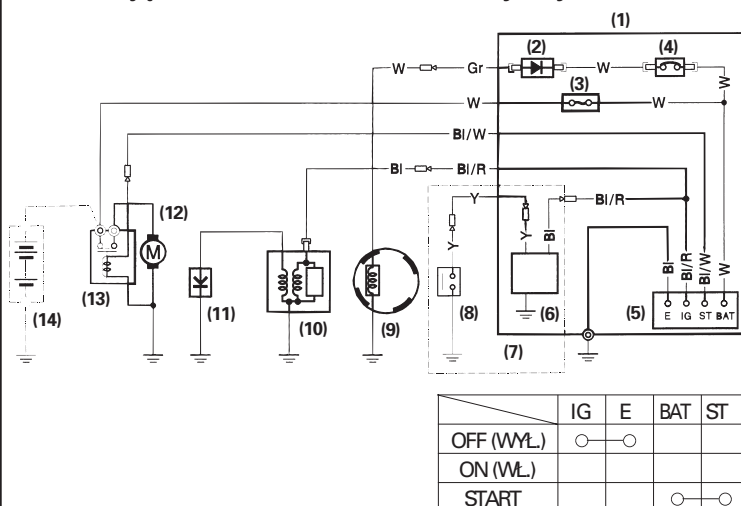 (1)
(2)
(4)
W
Gr
W
W
(3)
W
W
Bl/W
Bl
Bl/R
Y
Bl/R
Bl/R
Y
Y
Bl
(12)
M
(13)
(14)
(11)
(10)
(9)
(8)
(6)
(7)
Bl
Bl/R
Bl/W
W
(5)
E IG ST BAT
IG E BAT ST
OFF (WYŁ.)
ON (WŁ.)
START